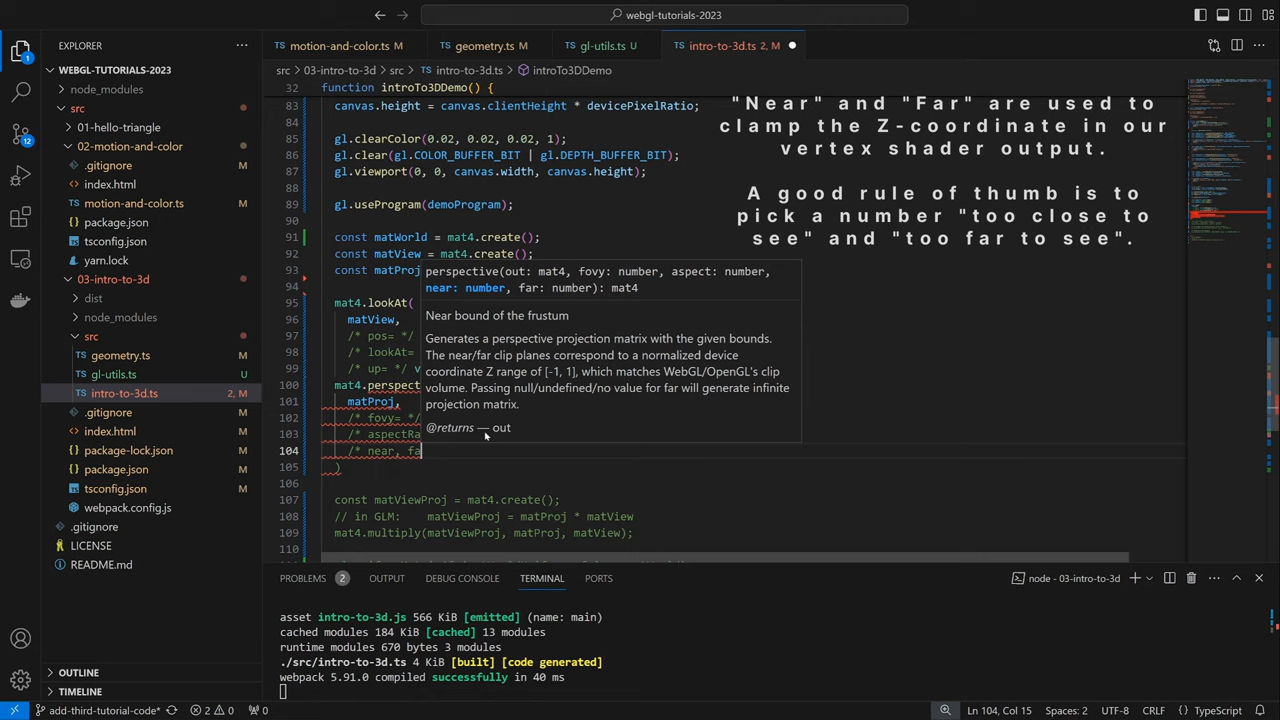 webgl-tutorials-2023
EXPLORER
motion-and-color.ts M
geometry.ts M
gl-utils.ts U
intro-to-3d.ts 2, M
WEBGL-TUTORIALS-2023
src > 03-intro-to-3d > src > TS intro-to-3d.ts > introTo3DDemo
node_modules
32 function introTo3DDemo() {
src
83 canvas.height = canvas.clientHeight * devicePixelRatio;
"Near" and "Far" are used to
clamp the Z-coordinate in our
vertex shader output.
A good rule of thumb is to
pick a number "too close to
see" and "to far to see".
01-hello-triangle
84
02-motion-and-color
85 gl.clearColor(0.02, 0.02, 0.02, 1);
.gitignore M
86 gl.clear(gl.COLOR_BUFFER_BIT | gl.DEPTH_BUFFER_BIT);
index.html M
87 gl.viewport(0, 0, canvas.width, canvas.height);
88
motion-and-color.ts M
89 gl.useProgram(demoProgram);
package.json M
90
tsconfig.json M
91 const matWorld = mat4.create();
yarn.lock M
92 const matView = mat4.create();
03-intro-to-3d
93 const matProj
dist
94
node_modules
95 mat4.lookAt(
src
96 matView,
97 /* pos= */
geometry.ts M
98 /* lookAt= 
gl-utils.ts U
99 /* up= */ v
intro-to-3d.ts 2, M
100 mat4.perspect
.gitignore M
101 matProj,
index.html M
102 /* fovy= */
package-lock.json M
103 /* aspectRa
package.json M
104 /* near, fa
tsconfig.json M
105 )
webpack.config.js M
106
.gitignore M
107 const matViewProj = mat4.create();
LICENSE
108 // in GLM: matViewProj = matProj * matView
README.md M
109 mat4.multiply(matViewProj, matProj, matView);
110
perspective(out: mat4, fovy: number, aspect: number,
near: number, far: number): mat4
Near bound of the frustum
Generates a perspective projection matrix with the given bounds.
The near/far clip planes correspond to a normalized device
coordinate Z range of [-1, 1], which matches WebGL/OpenGL's clip
volume. Passing null/undefined/no value for far will generate infinite
projection matrix.
@returns — out
PROBLEMS 2 OUTPUT DEBUG CONSOLE TERMINAL PORTS
node - 03-intro-to-3d
asset intro-to-3d.js 566 KiB [emitted] (name: main)
cached modules 184 KiB [cached] 13 modules
runtime modules 670 bytes 3 modules
./src/intro-to-3d.ts 4 KiB [built] [code generated]
webpack 5.91.0 compiled successfully in 40 ms
OUTLINE
TIMELINE
add-third-tutorial-code* 2 0 0
Ln 104, Col 15 Spaces: 2 UTF-8 CRLF { } TypeScript